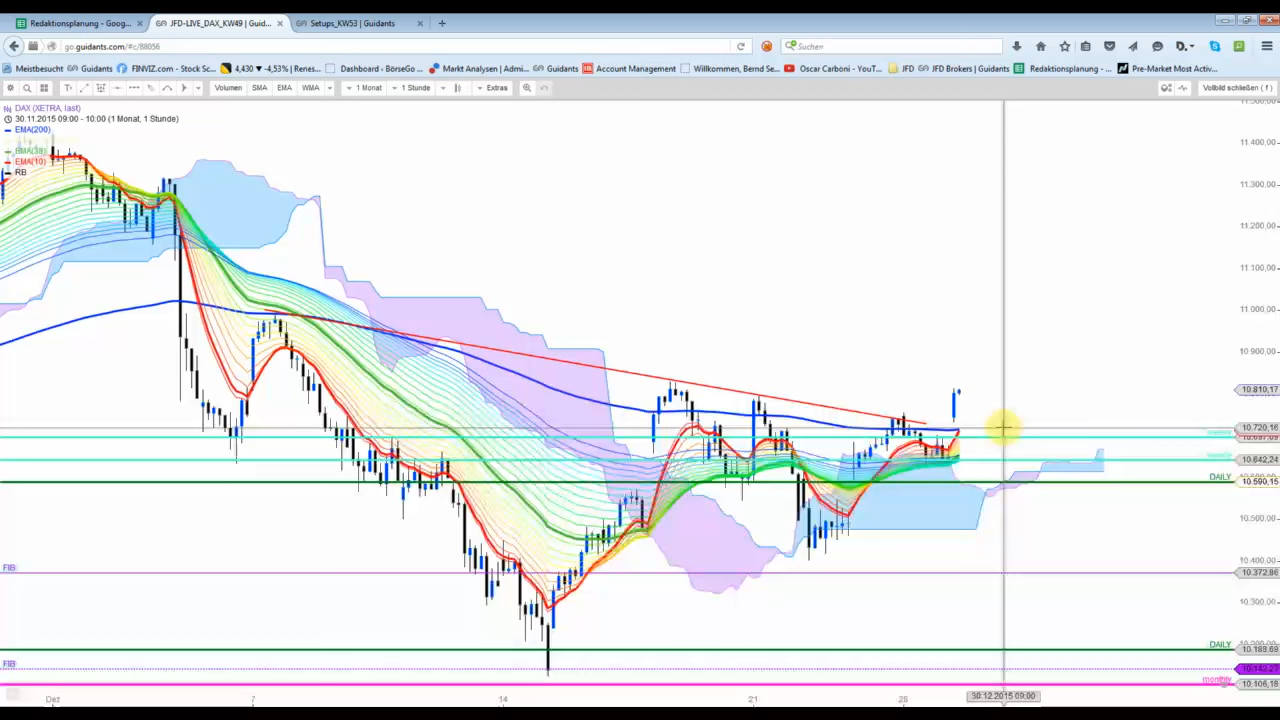 Redaktionsplanung - Goog...
JFD-LIVE_DAX_KW49 | Guid...
Setups_KW53 | Guidants
go.guidants.com/#c/88056
Suchen
Meistbesucht
Guidants
FINVIZ.com - Stock Sc...
4,430 ▼ -4,53% | Renes...
Dashboard - BörseGo ...
Markt Analysen | Admi...
Guidants
Account Management
Willkommen, Bernd Se...
Oscar Carboni - YouT...
JFD
JFD Brokers | Guidants
Redaktionsplanung - ...
Pre-Market Most Activ...
Volumen
SMA
EMA
WMA
1 Monat
1 Stunde
Extras
Vollbild schließen ( f )
DAX (XETRA, last)
30.11.2015 09:00 - 10:00 (1 Monat, 1 Stunde)
EMA(200)
EMA(38)
EMA(10)
RB
11.400,00
11.300,00
11.200,00
11.100,00
11.000,00
10.900,00
10.810,17
10.720,16
10.642,24
DAILY
10.590,15
10.500,00
10.400,00
FIB
10.372,86
10.300,00
DAILY
FIB
monthly
10.106,18
Dez
7
14
21
28
30.12.2015 09:00